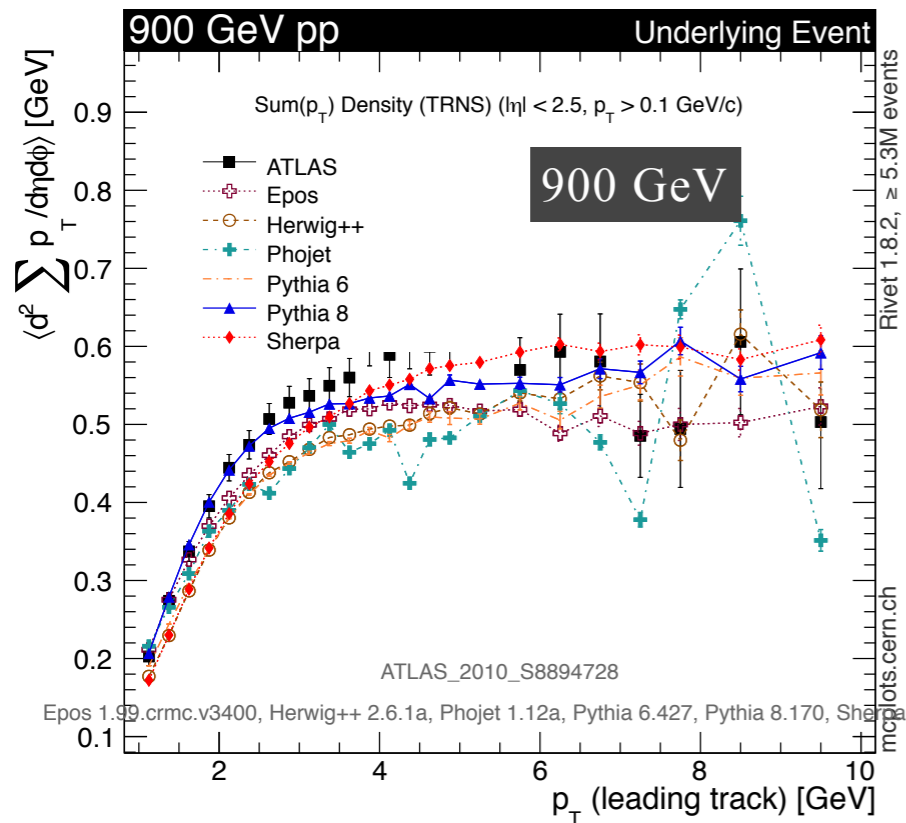 900 GeV pp
Underlying Event
Sum(p_T) Density (TRNS) (|η| < 2.5, p_T > 0.1 GeV/c)
900 GeV
ATLAS
Epos
Herwig++
Phojet
Pythia 6
Pythia 8
Sherpa
ATLAS_2010_S8894728
Epos 1.99.crmc.v3400, Herwig++ 2.6.1a, Phojet 1.12a, Pythia 6.427, Pythia 8.170, Sherpa
⟨d² ∑ p_T /dηdϕ⟩ [GeV]
0.9
0.8
0.7
0.6
0.5
0.4
0.3
0.2
0.1
2
4
6
8
10
p_T (leading track) [GeV]
Rivet 1.8.2, ≥ 5.3M events
mcplots.cern.ch